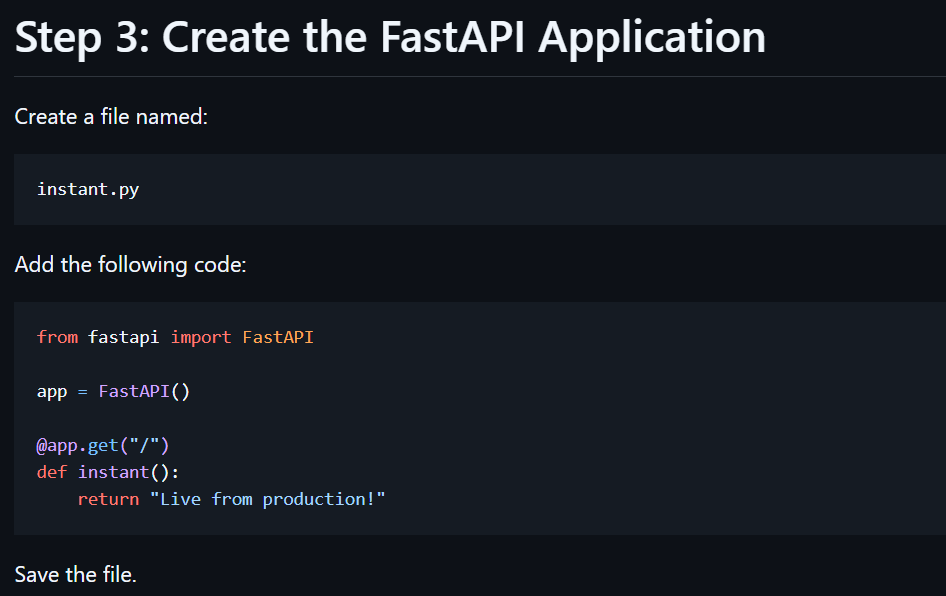 Step 3: Create the FastAPI Application
Create a file named:
instant.py
Add the following code:
from fastapi import FastAPI
app = FastAPI()
@app.get("/")
def instant():
    return "Live from production!"
Save the file.